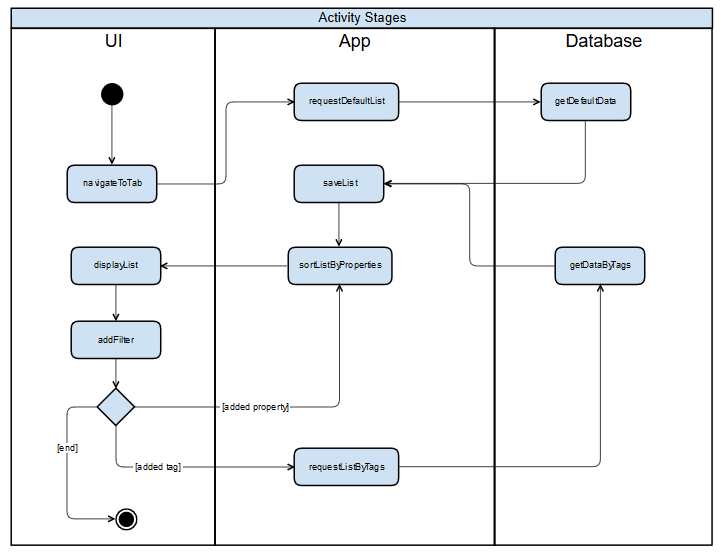 Activity Stages
UI
App
Database
requestDefaultList
getDefaultData
navigateToTab
saveList
displayList
sortListByProperties
getDataByTags
addFilter
[added property]
[end]
[added tag]
requestListByTags